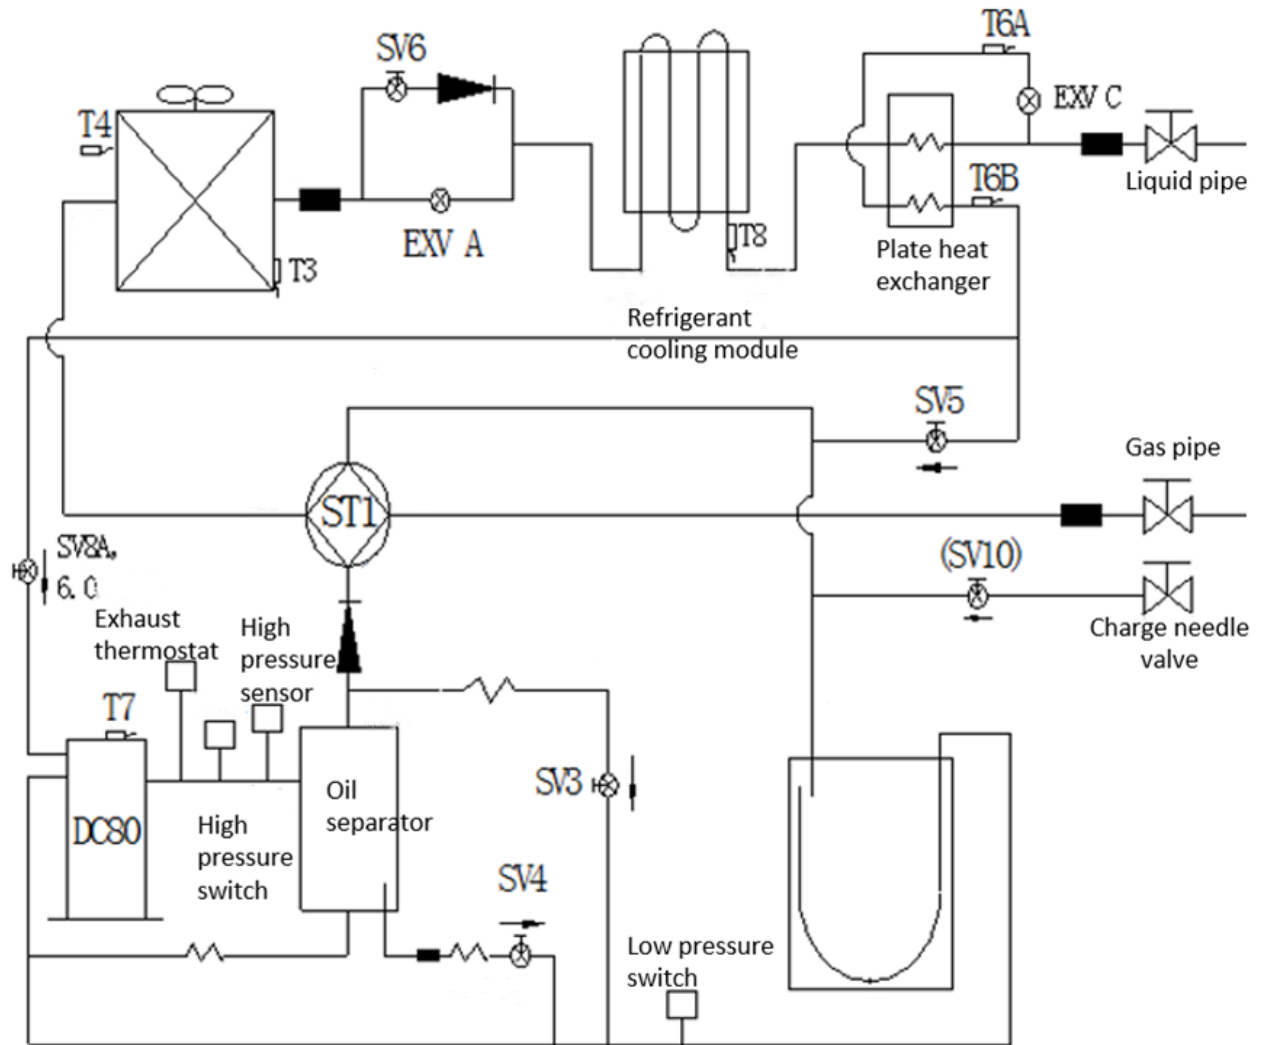 T6A
SV6
EXV C
T4
Liquid pipe
T6B
EXV A
T8
Plate heat
exchanger
T3
Refrigerant
cooling module
SV5
Gas pipe
ST1
SV8A,
6.0
(SV10)
Exhaust
thermostat
High
pressure
sensor
Charge needle
valve
T7
SV3
Oil
separator
DC80
High
pressure
switch
SV4
Low pressure
switch